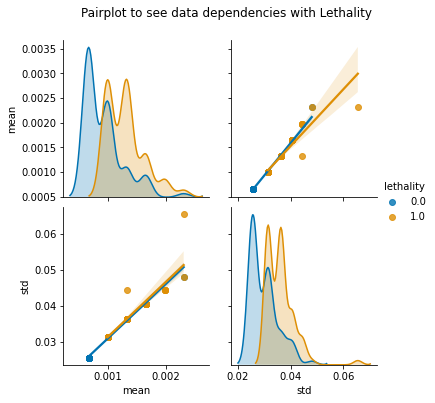 Pairplot to see data dependencies with Lethality
0.0035
0.0030
0.0025
0.0020
0.0015
0.0010
0.0005
mean
lethality
0.0
1.0
0.06
0.05
0.04
0.03
std
0.001 0.002
mean
0.02 0.04 0.06
std